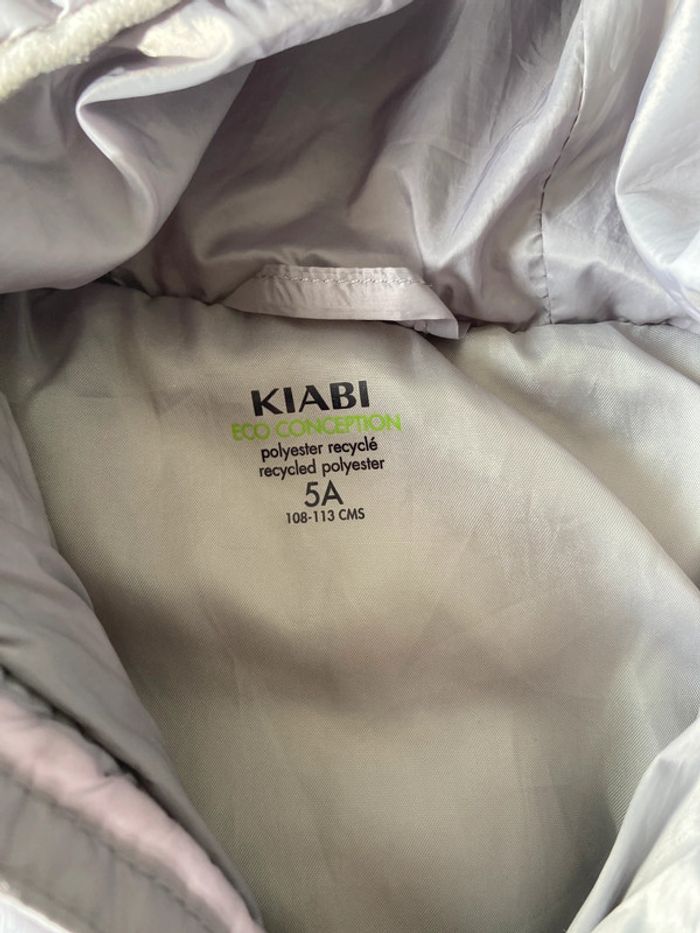 KIABI
ECO CONCEPTION
polyester recyclé
recycled polyester
5A
108-113 CMS